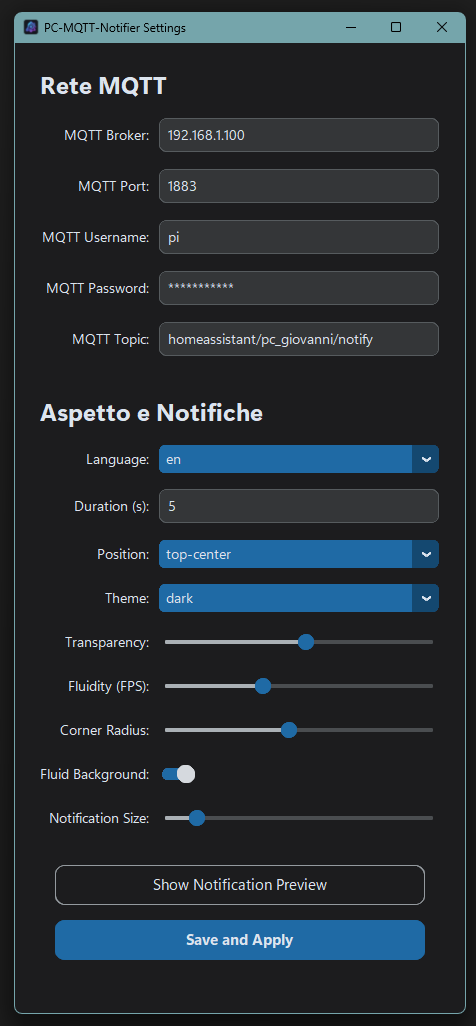 PC-MQTT-Notifier Settings
Rete MQTT
MQTT Broker: 192.168.1.100
MQTT Port: 1883
MQTT Username: pi
MQTT Password: ***********
MQTT Topic: homeassistant/pc_giovanni/notify
Aspetto e Notifiche
Language: en
Duration (s): 5
Position: top-center
Theme: dark
Transparency:
Fluidity (FPS):
Corner Radius:
Fluid Background:
Notification Size:
Show Notification Preview
Save and Apply